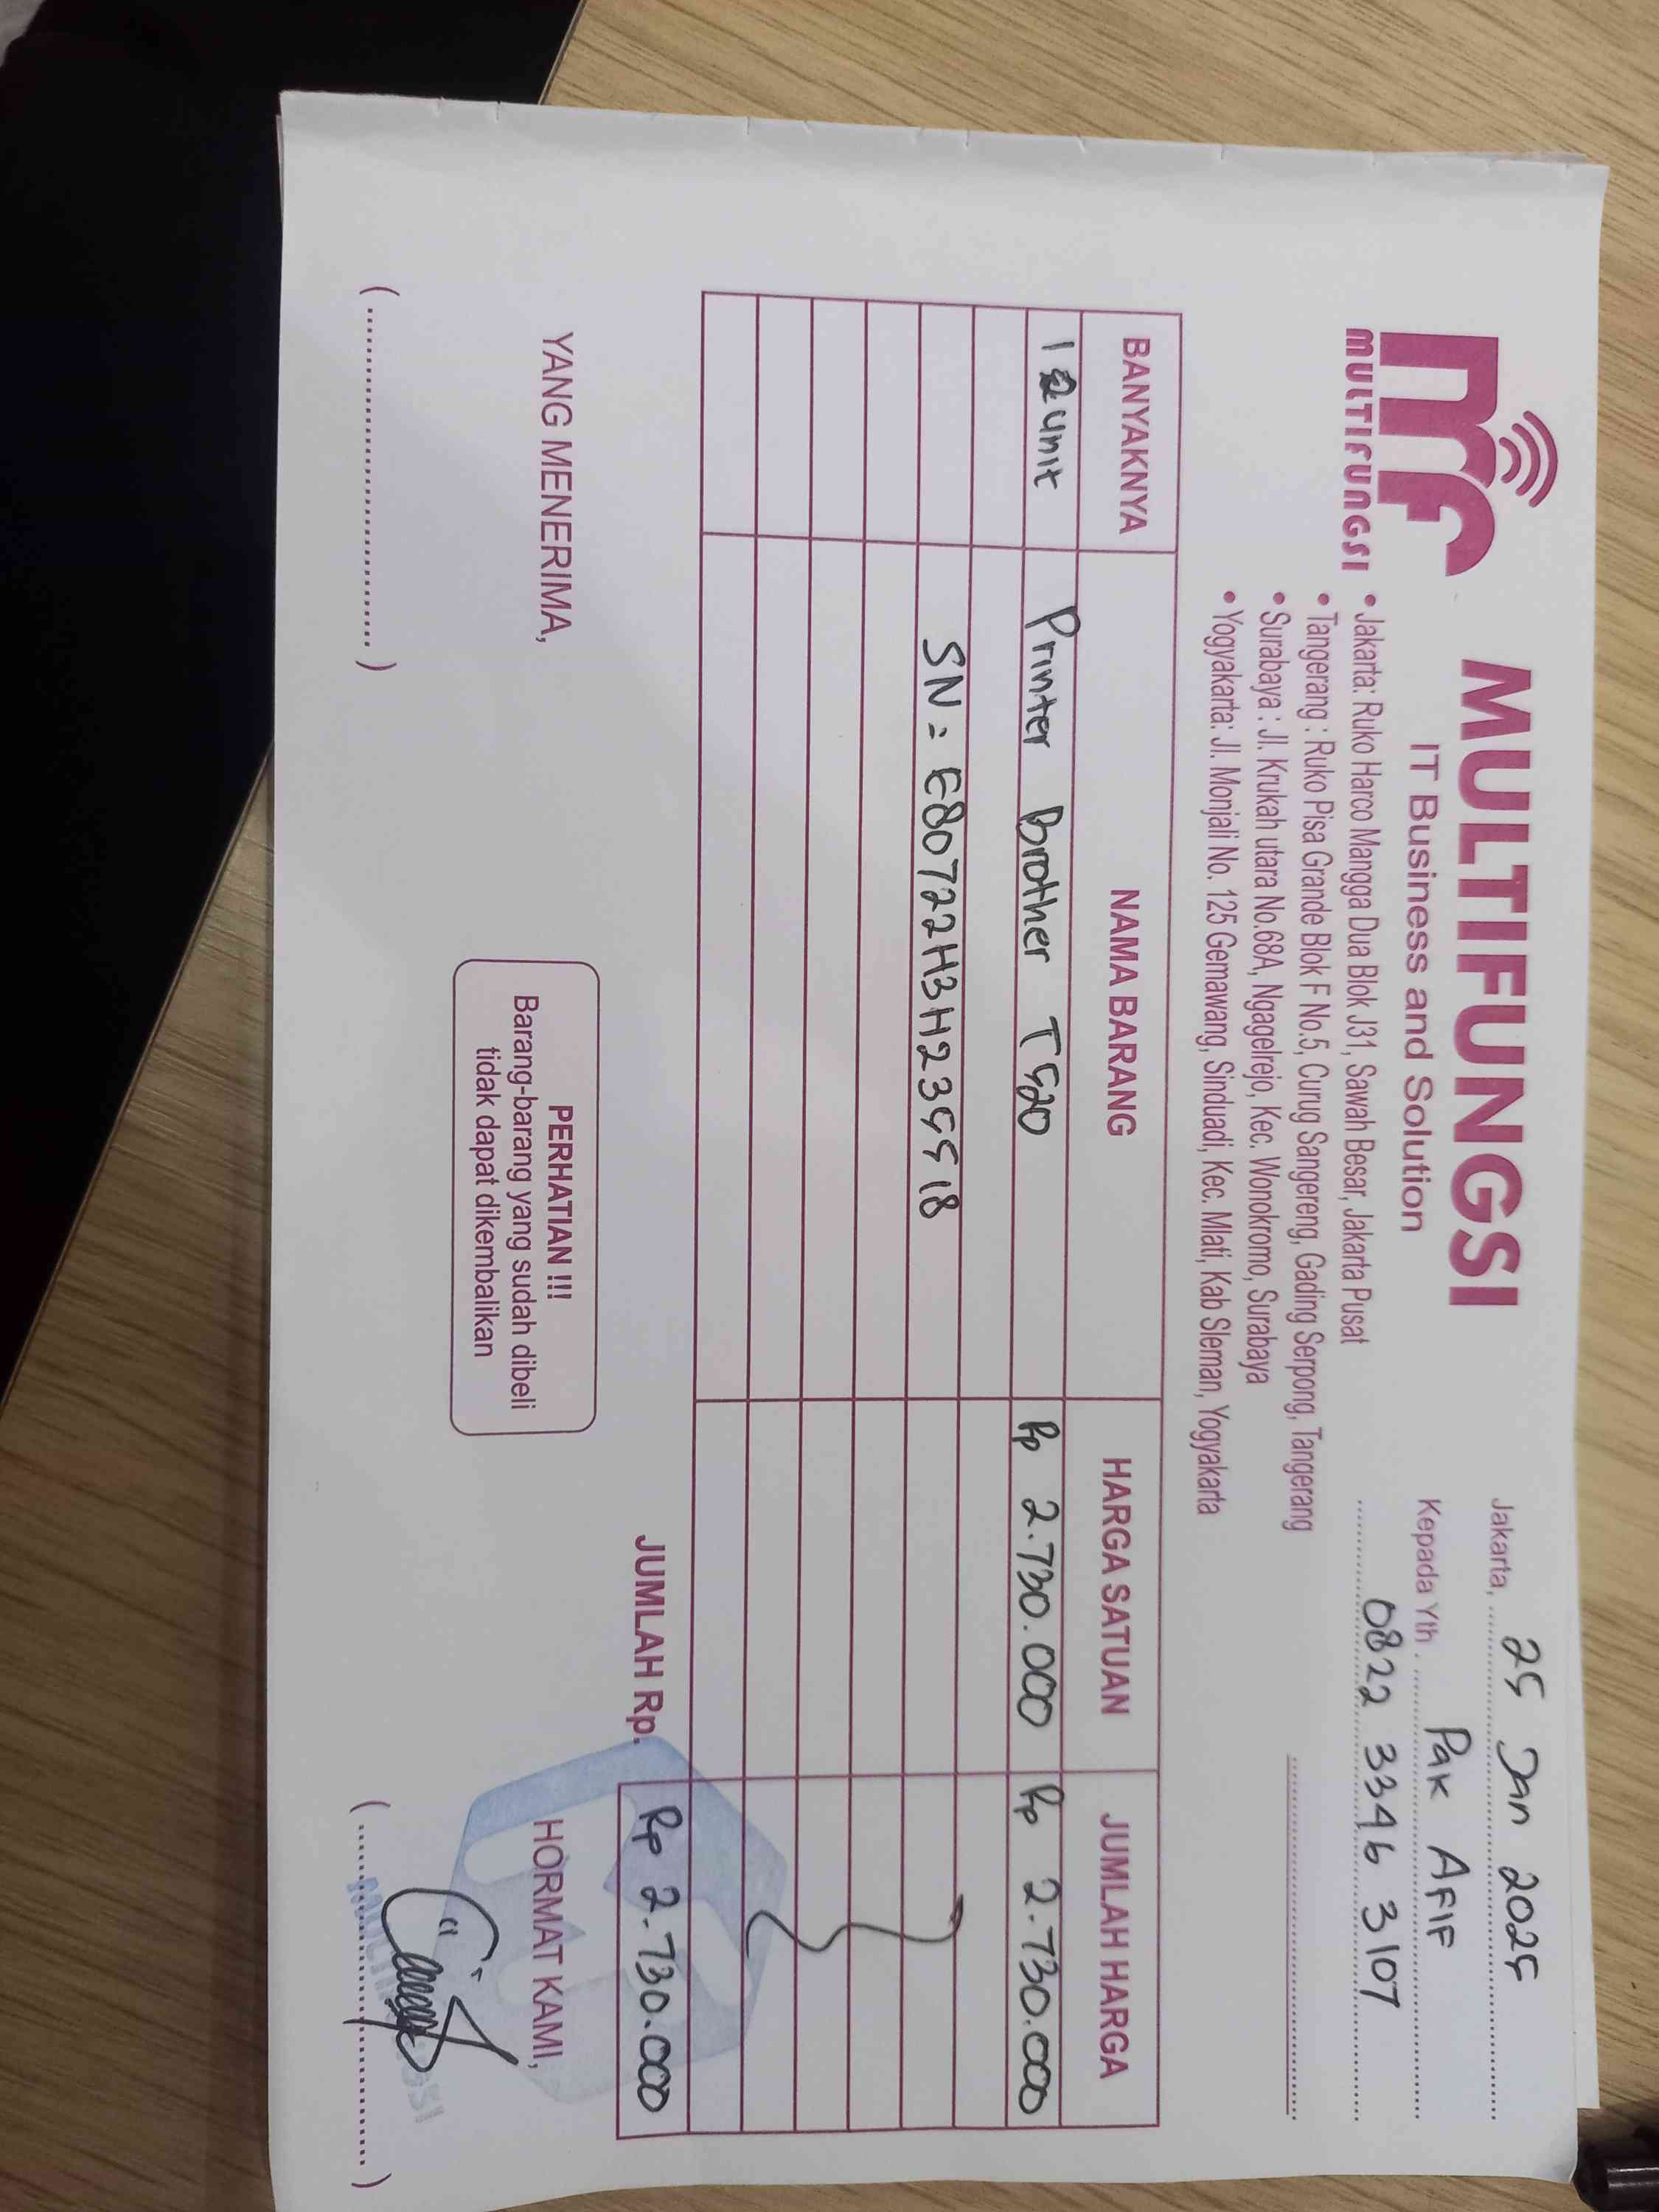 MULTIFUNGSI
MULTIFUNGSI
IT Business and Solution
• Jakarta: Ruko Harco Mangga Dua Blok J31, Sawah Besar, Jakarta Pusat
• Tangerang : Ruko Pisa Grande Blok F No.5, Curug Sangereng, Gading Serpong, Tangerang
• Surabaya : Jl. Krukah utara No.68A, Ngagelrejo, Kec. Wonokromo, Surabaya
• Yogyakarta: Jl. Monjali No. 125 Gemawang, Sinduadi, Kec. Mlati, Kab Sleman, Yogyakarta
Jakarta, 25 Jan 2025
Kepada Yth. Pak AFIF
0822 3346 3107
BANYAKNYA NAMA BARANG HARGA SATUAN JUMLAH HARGA
1 unit Printer Brother T520 Rp 2.730.000 Rp 2.730.000
SN = E80722H3H235518
JUMLAH Rp. Rp 2.730.000
YANG MENERIMA,
PERHATIAN !!!
Barang-barang yang sudah dibeli
tidak dapat dikembalikan
HORMAT KAMI,
MULTIFUNGSI